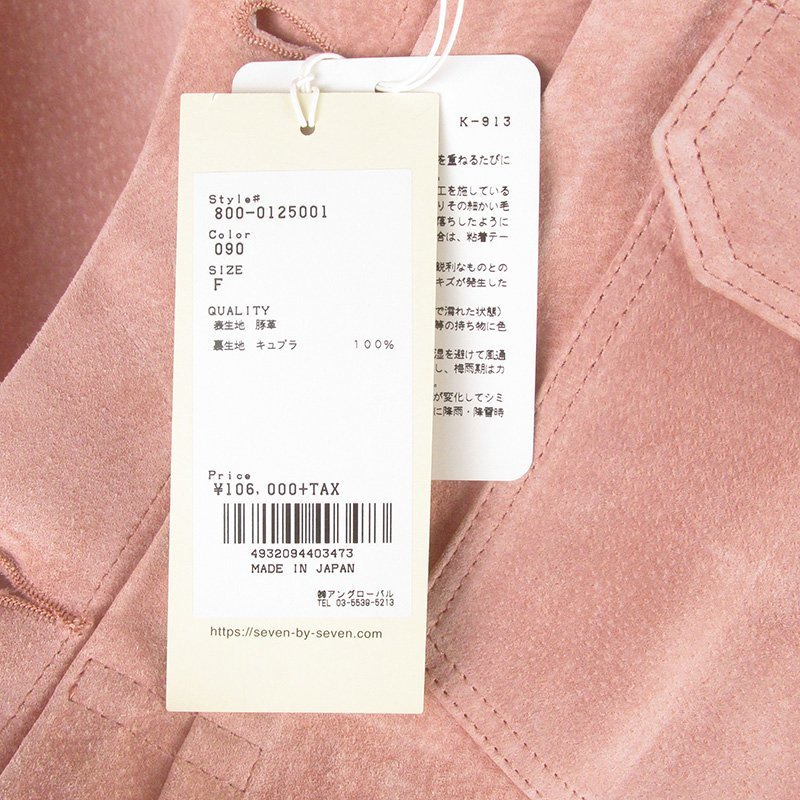 Style#
800-0125001
Color
090
SIZE
F
QUALITY
表生地 豚革
裏生地 キュプラ 100%
Price
¥106,000+TAX
4932094403473
MADE IN JAPAN
㈱アングローバル
TEL 03-5539-5213
https://seven-by-seven.com
K-913
を重ねるたびに
。
工を施している
りその細かい毛
落ちしたように
合は、粘着テー
鋭利なものとの
キズが発生した
で濡れた状態)
等の持ち物に色
湿を避けて風通
し、梅雨期はカ
。
が変化してシミ
に降雨・降雪時